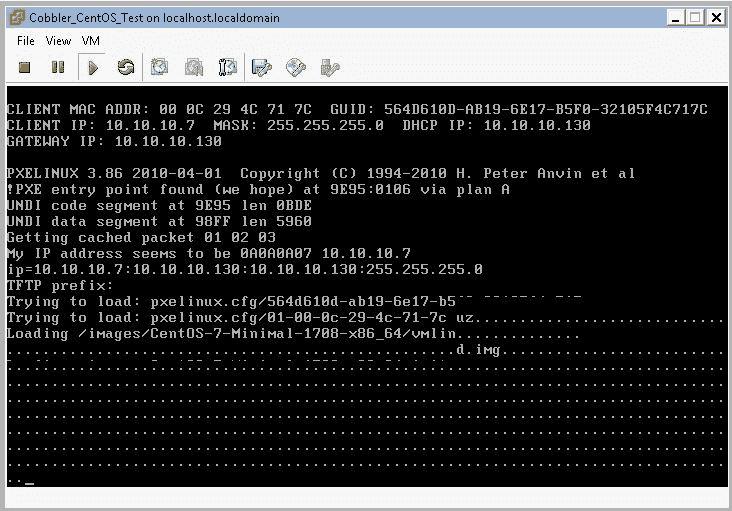 Cobbler_CentOS_Test on localhost.localdomain
File View VM
CLIENT MAC ADDR: 00 0C 29 4C 71 7C  GUID: 564D610D-AB19-6E17-B5F0-32105F4C717C
CLIENT IP: 10.10.10.7  MASK: 255.255.255.0  DHCP IP: 10.10.10.130
GATEWAY IP: 10.10.10.130
PXELINUX 3.86 2010-04-01  Copyright (C) 1994-2010 H. Peter Anvin et al
!PXE entry point found (we hope) at 9E95:0106 via plan A
UNDI code segment at 9E95 len 0BDE
UNDI data segment at 98FF len 5960
Getting cached packet 01 02 03
My IP address seems to be 0A0A0A07 10.10.10.7
ip=10.10.10.7:10.10.10.130:10.10.10.130:255.255.255.0
TFTP prefix:
Trying to load: pxelinux.cfg/564d610d-ab19-6e17-b5
Trying to load: pxelinux.cfg/01-00-0c-29-4c-71-7c uz...............................
Loading /images/CentOS-7-Minimal-1708-x86_64/vmlin..............
..................................................d.img............................
................................................................................
................................................................................
................................................................................
................................................................................
................................................................................
................................................................................
................................................................................
.._